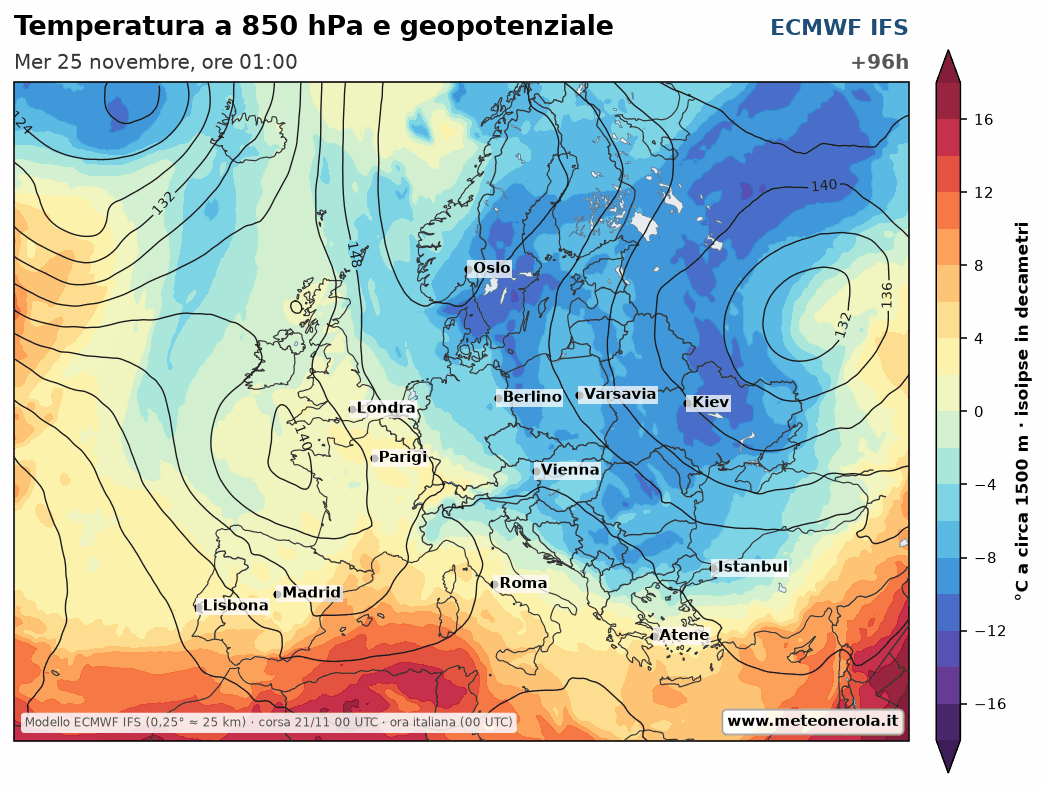 Temperatura a 850 hPa e geopotenziale
ECMWF IFS
Mer 25 novembre, ore 01:00
+96h
124
132
148
140
136
132
140
Oslo
Berlino
Varsavia
Kiev
Londra
Parigi
Vienna
Istanbul
Roma
Madrid
Lisbona
Atene
Modello ECMWF IFS (0,25° ≈ 25 km) · corsa 21/11 00 UTC · ora italiana (00 UTC)
www.meteonerola.it
16
12
8
4
0
−4
−8
−12
−16
°C a circa 1500 m · isoipse in decametri